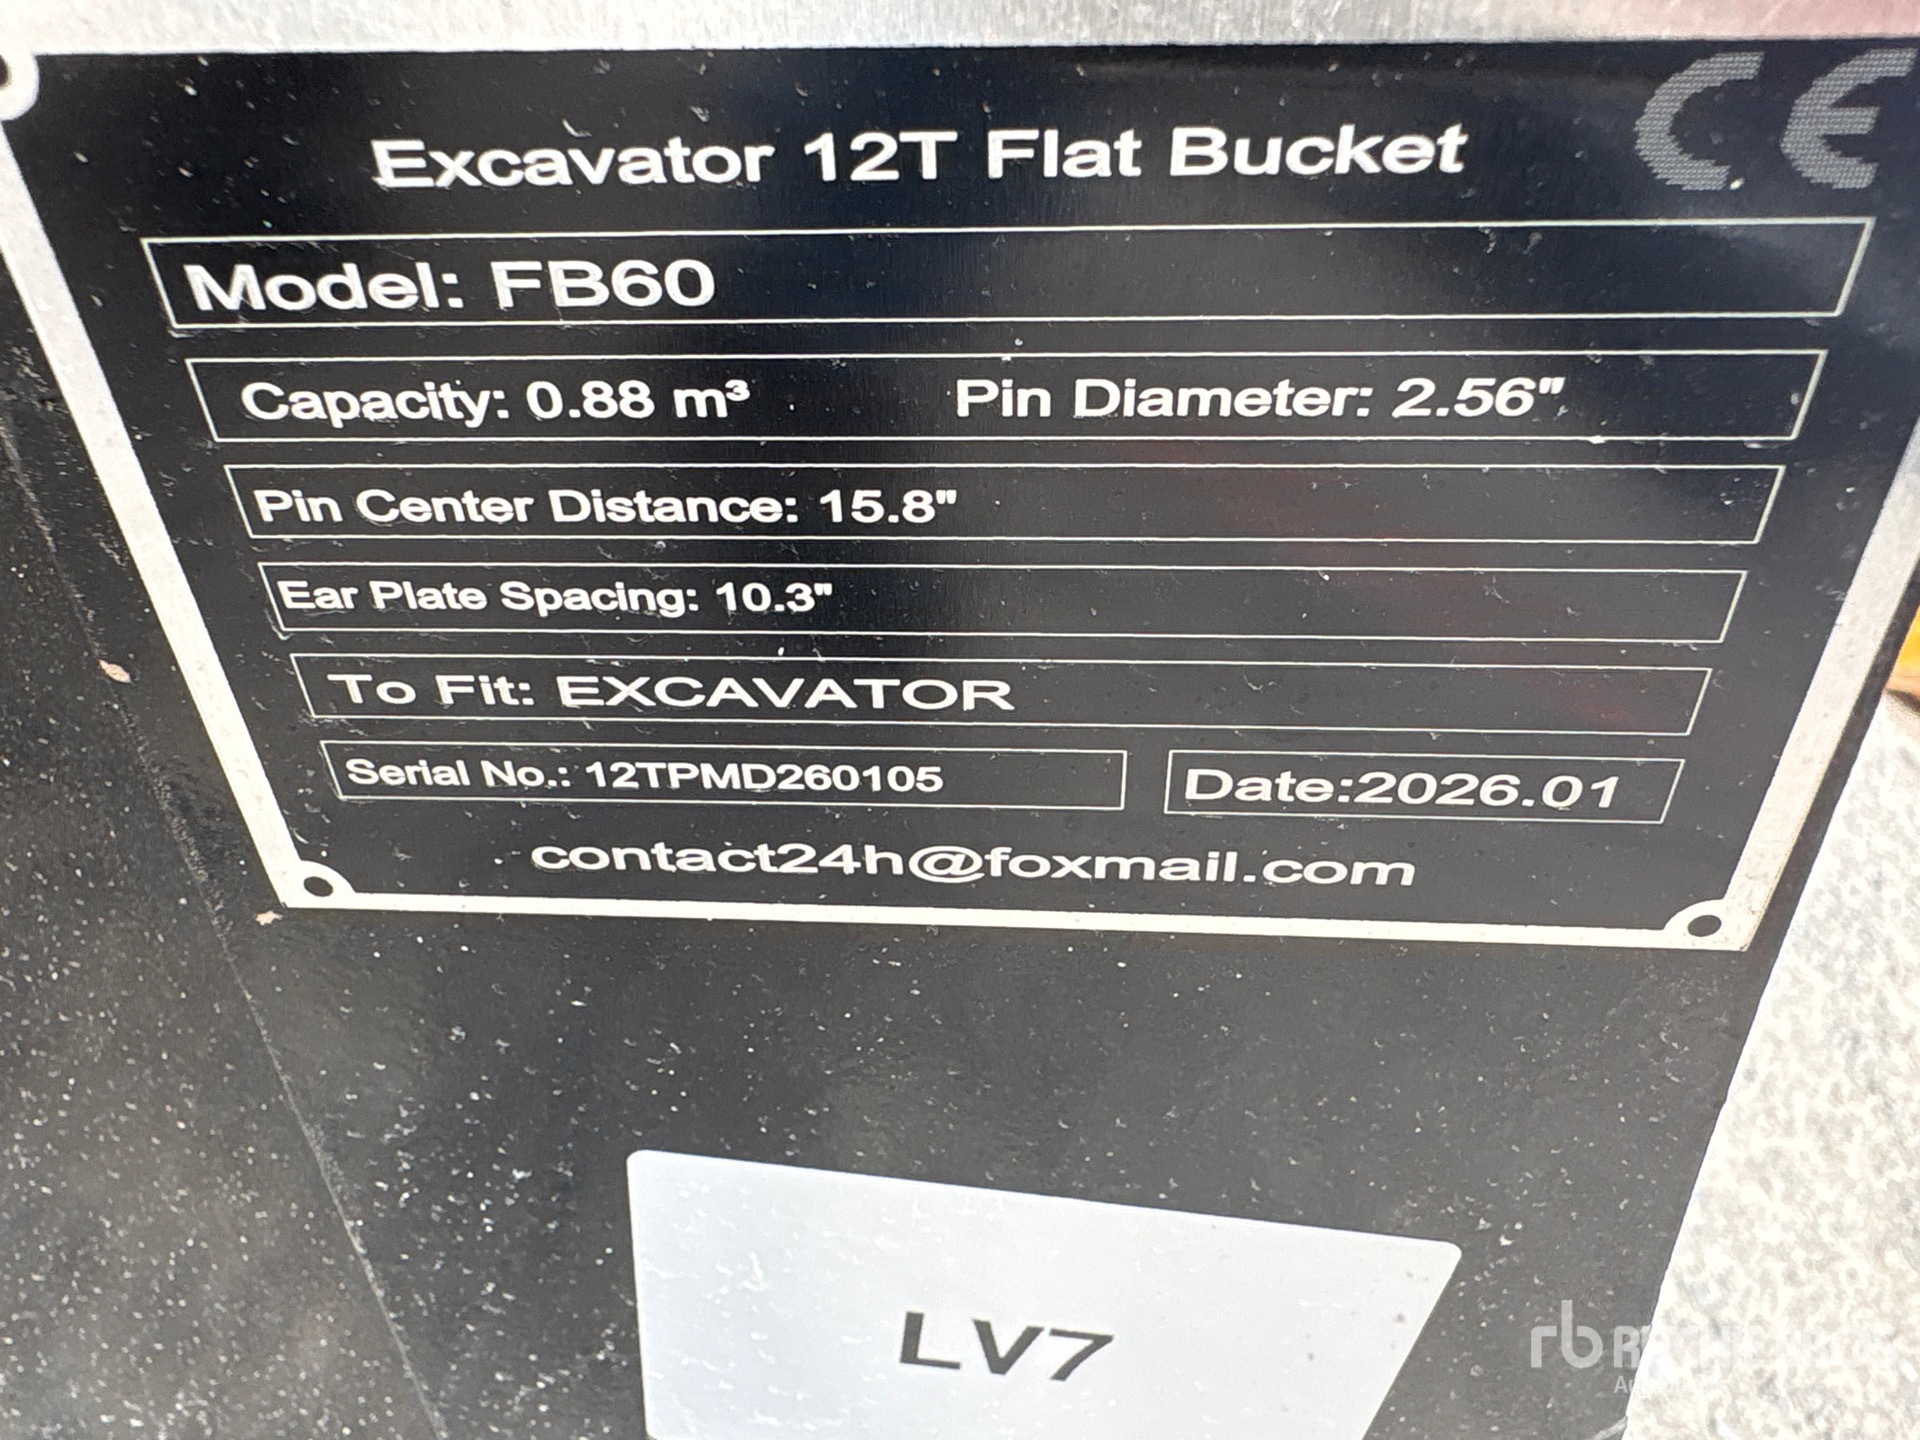 CE
Excavator 12T Flat Bucket
Model: FB60
Capacity: 0.88 m³ Pin Diameter: 2.56"
Pin Center Distance: 15.8"
Ear Plate Spacing: 10.3"
To Fit: EXCAVATOR
Serial No.: 12TPMD260105 Date:2026.01
contact24h@foxmail.com
LV7
rb